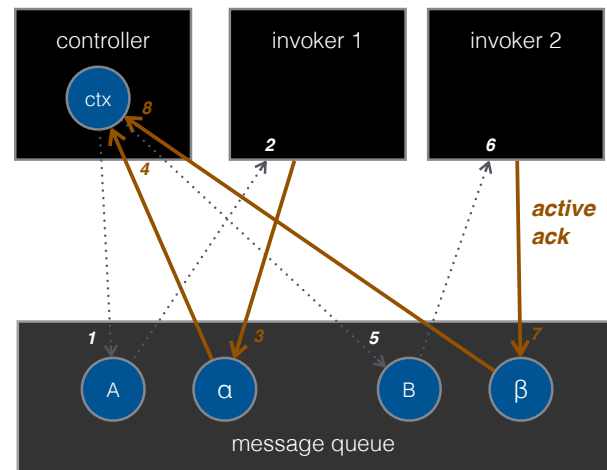 controller
invoker 1
invoker 2
ctx
8
2
6
4
active
ack
1
3
5
7
A
α
B
β
message queue